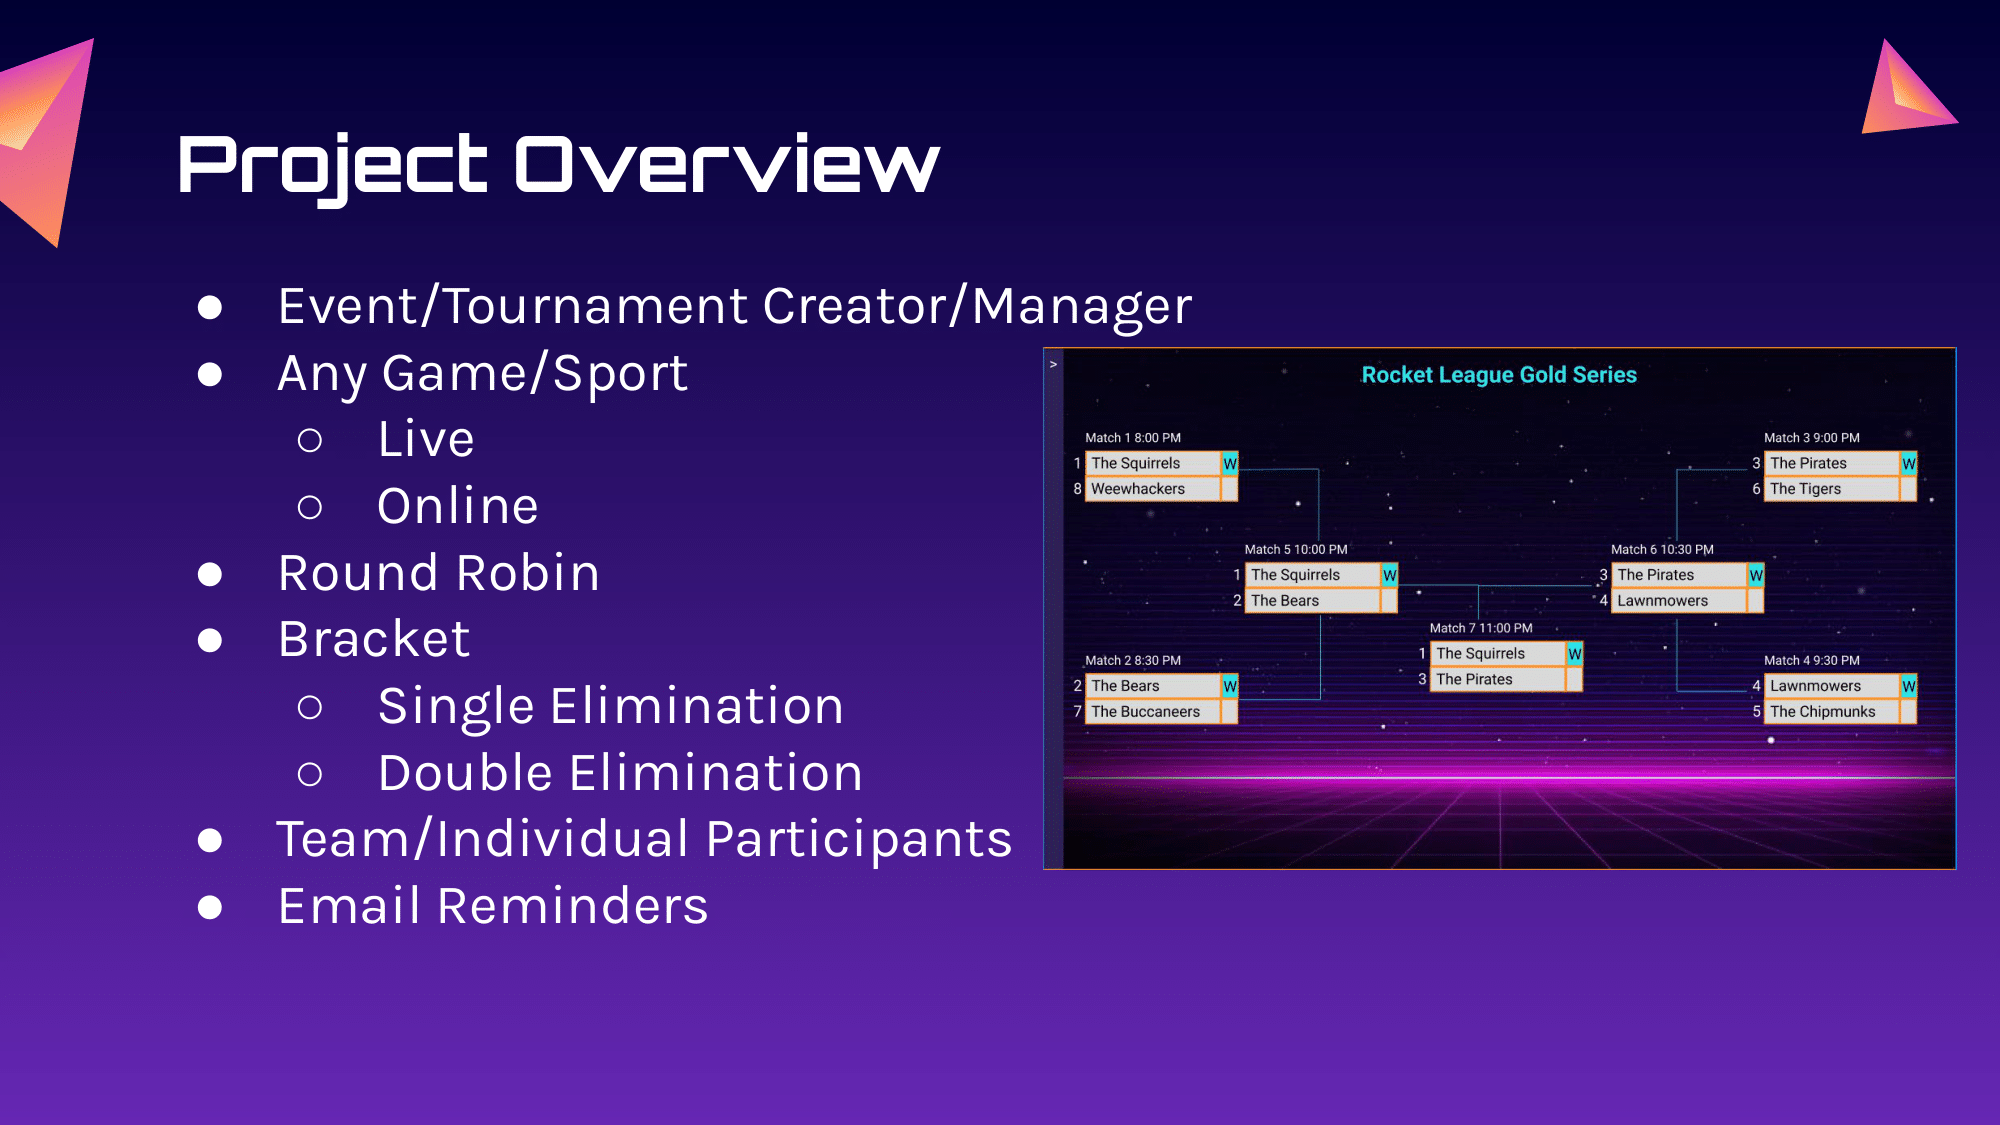 Project Overview
● Event/Tournament Creator/Manager
● Any Game/Sport
○ Live
○ Online
● Round Robin
● Bracket
○ Single Elimination
○ Double Elimination
● Team/Individual Participants
● Email Reminders
>
Rocket League Gold Series
Match 1 8:00 PM
1 The Squirrels W
8 Weewhackers
Match 3 9:00 PM
3 The Pirates W
6 The Tigers
Match 5 10:00 PM
1 The Squirrels W
2 The Bears
Match 6 10:30 PM
3 The Pirates W
4 Lawnmowers
Match 7 11:00 PM
1 The Squirrels W
3 The Pirates
Match 2 8:30 PM
2 The Bears W
7 The Buccaneers
Match 4 9:30 PM
4 Lawnmowers W
5 The Chipmunks